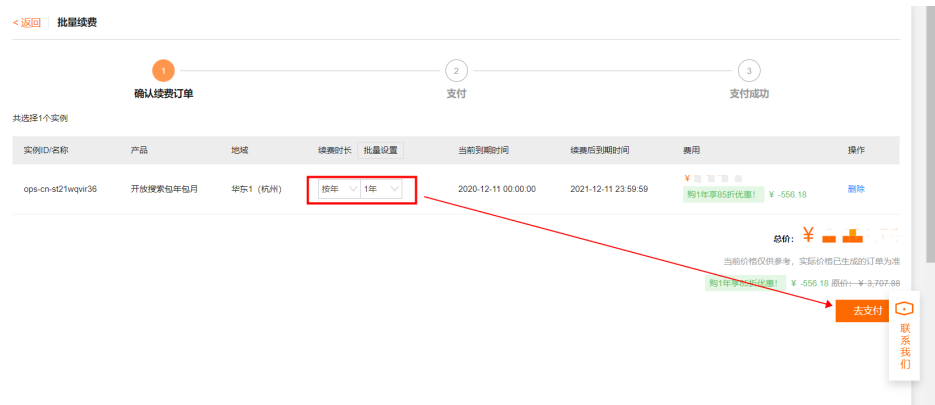 <返回 批量续费
1 2 3
确认续费订单 支付 支付成功
共选择1个实例
实例ID/名称 产品 地域 续费时长 批量设置 当前到期时间 续费后到期时间 费用 操作
¥
ops-cn-st21wqvir36 开放搜索包年包月 华东1（杭州） 按年 1年 2020-12-11 00:00:00 2021-12-11 23:59:59 删除
购1年享85折优惠! ¥ -556.18
总价: ¥
当前价格仅供参考，实际价格已生成的订单为准
购1年享85折优惠! ¥ -556.18 原价: ¥ 3,707.88
去支付
联系我们